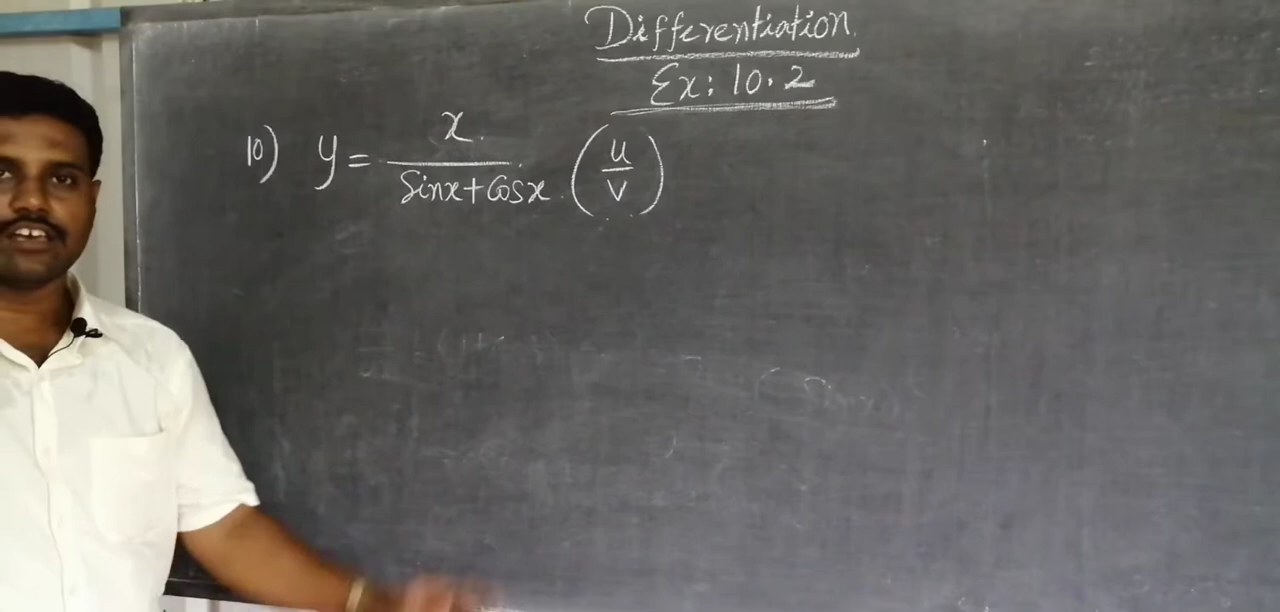 Differentiation
Ex: 10.2
10) y = x / (Sinx + Cosx) (u / v)